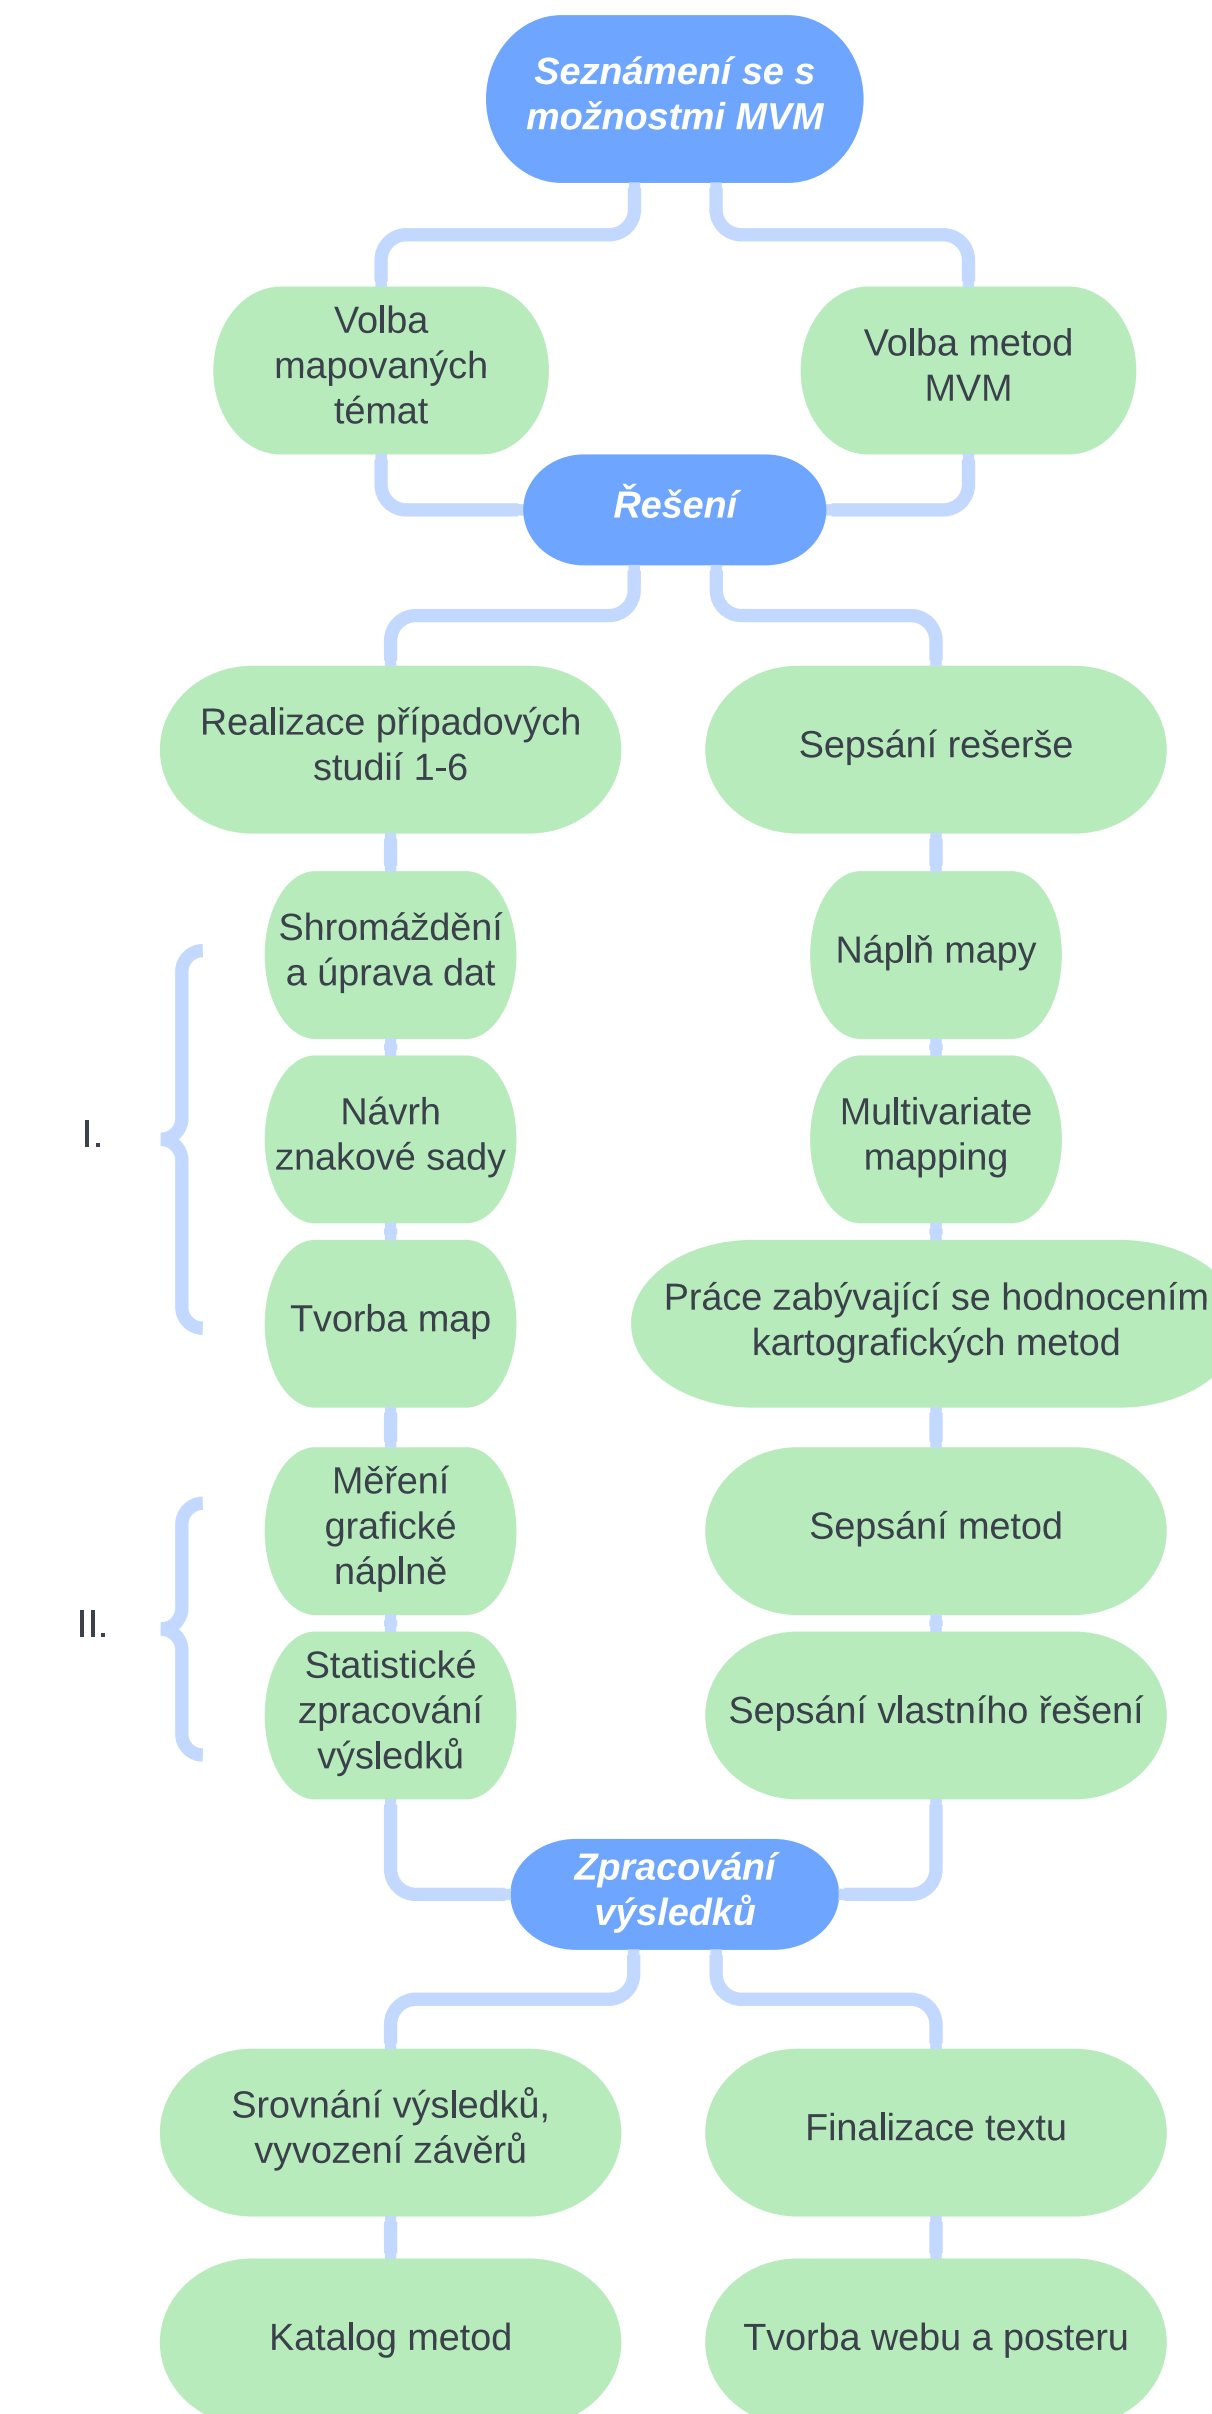 Seznámení se s
možnostmi MVM
Volba
mapovaných
témat
Volba metod
MVM
Řešení
Realizace případových
studií 1-6
Sepsání rešerše
Shromáždění
a úprava dat
Náplň mapy
I.
Návrh
znakové sady
Multivariate
mapping
Tvorba map
Práce zabývající se hodnocením
kartografických metod
Měření
grafické
náplně
Sepsání metod
II.
Statistické
zpracování
výsledků
Sepsání vlastního řešení
Zpracování
výsledků
Srovnání výsledků,
vyvození závěrů
Finalizace textu
Katalog metod
Tvorba webu a posteru